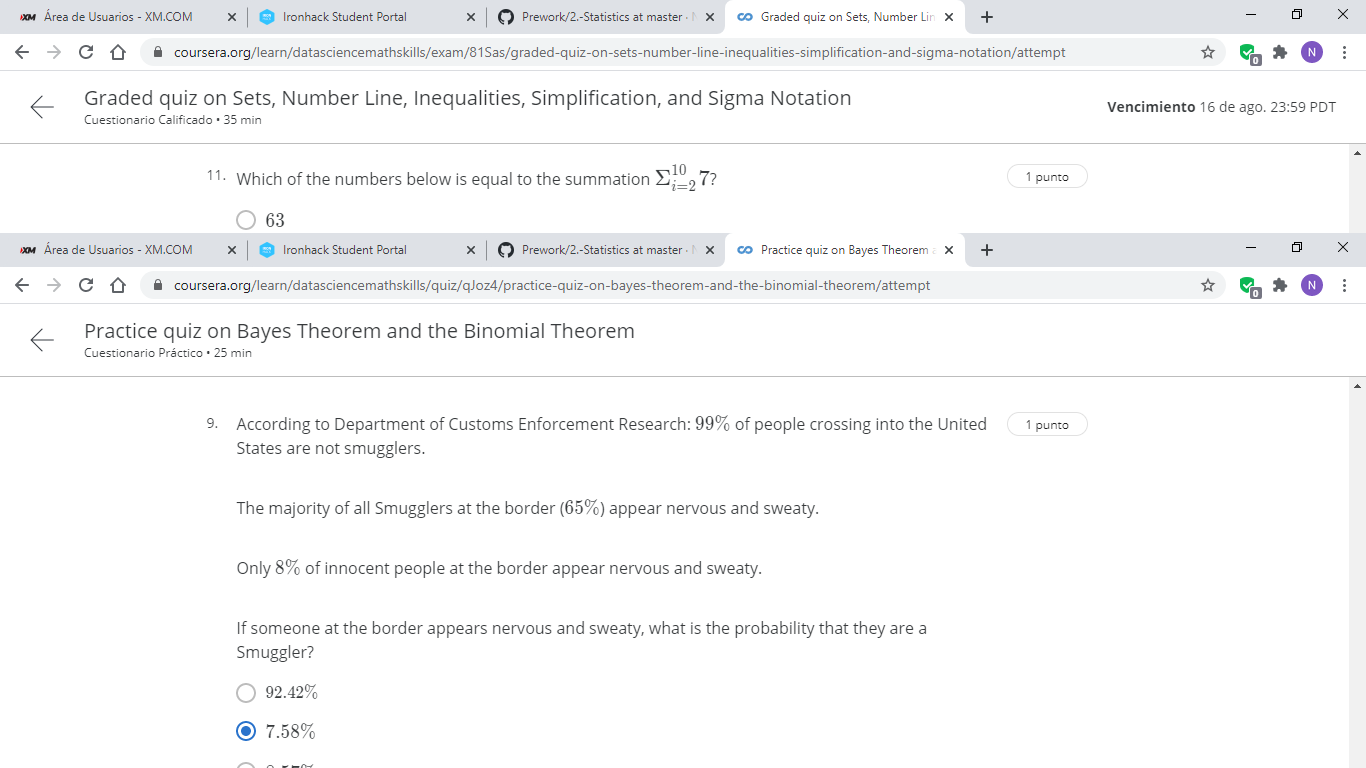 XM Área de Usuarios - XM.COM
Ironhack Student Portal
Prework/2.-Statistics at master ·
Graded quiz on Sets, Number Lin
coursera.org/learn/datasciencemathskills/exam/81Sas/graded-quiz-on-sets-number-line-inequalities-simplification-and-sigma-notation/attempt
0
N
Graded quiz on Sets, Number Line, Inequalities, Simplification, and Sigma Notation
Cuestionario Calificado • 35 min
Vencimiento 16 de ago. 23:59 PDT
11. Which of the numbers below is equal to the summation Σ_{i=2}^{10} 7?
1 punto
63
XM Área de Usuarios - XM.COM
Ironhack Student Portal
Prework/2.-Statistics at master ·
Practice quiz on Bayes Theorem
coursera.org/learn/datasciencemathskills/quiz/qJoz4/practice-quiz-on-bayes-theorem-and-the-binomial-theorem/attempt
0
N
Practice quiz on Bayes Theorem and the Binomial Theorem
Cuestionario Práctico • 25 min
9. According to Department of Customs Enforcement Research: 99% of people crossing into the United
States are not smugglers.
1 punto
The majority of all Smugglers at the border (65%) appear nervous and sweaty.
Only 8% of innocent people at the border appear nervous and sweaty.
If someone at the border appears nervous and sweaty, what is the probability that they are a
Smuggler?
92.42%
7.58%